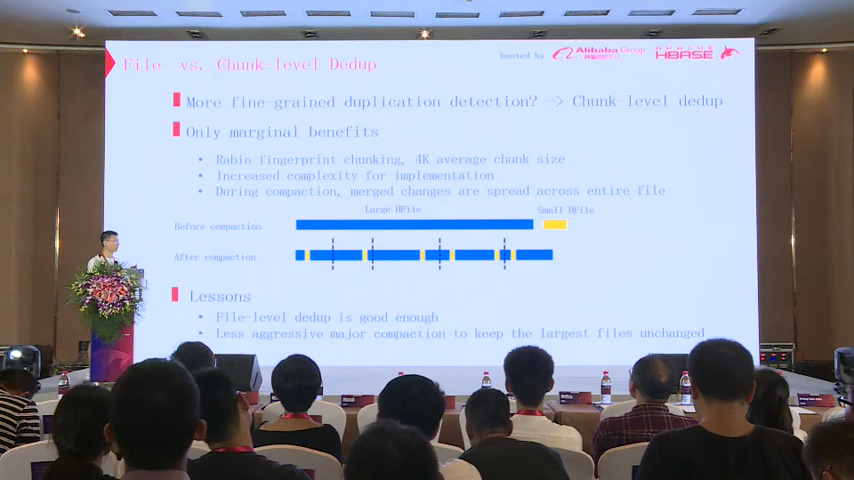 File- vs. Chunk-level Dedup
hosted by
Alibaba Group
APACHE
HBASE
More fine-grained duplication detection? -> Chunk-level dedup
Only marginal benefits
• Rabin fingerprint chunking, 4K average chunk size
• Increased complexity for implementation
• During compaction, merged changes are spread across entire file
Large HFile
Small HFile
Before compaction
After compaction
Lessons
• File-level dedup is good enough
• Less aggressive major compaction to keep the largest files unchanged